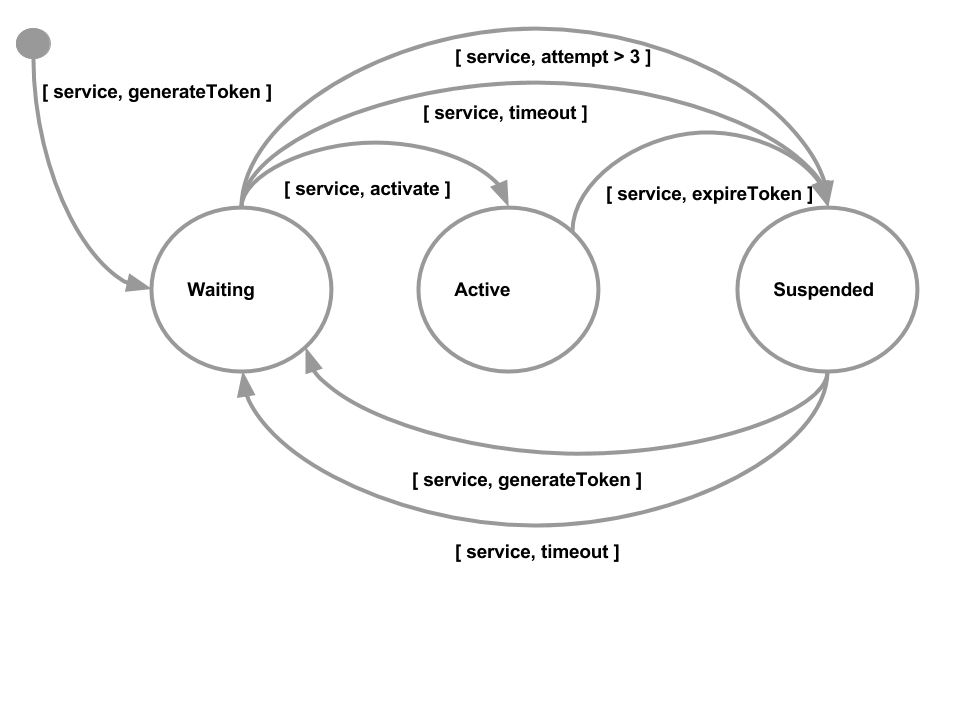 [ service, attempt > 3 ]
[ service, generateToken ]
[ service, timeout ]
[ service, activate ]
[ service, expireToken ]
Waiting
Active
Suspended
[ service, generateToken ]
[ service, timeout ]